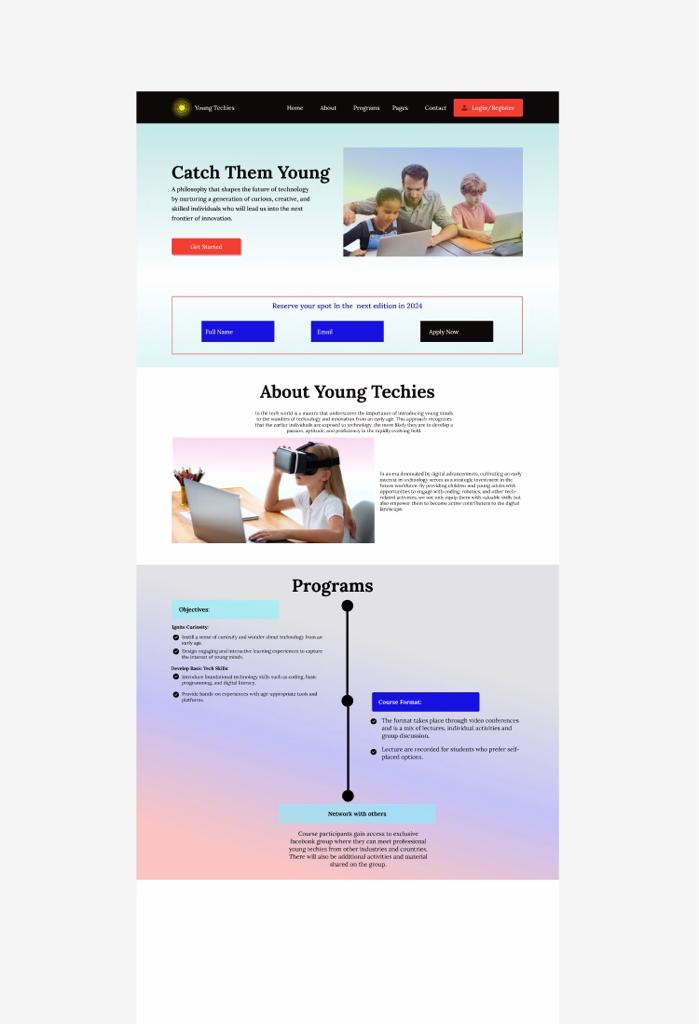 Young Techies
Home About Programs Pages Contact Login/Register
Catch Them Young
A philosophy that shapes the future of technology
by nurturing a generation of curious, creative, and
skilled individuals who will lead us into the next
frontier of innovation.
Get Started
Reserve your spot In the next edition in 2024
Full Name
Email
Apply Now
About Young Techies
In the tech world is a mantra that underscores the importance of introducing young minds
to the wonders of technology and innovation from an early age. This approach recognizes
that the earlier individuals are exposed to technology, the more likely they are to develop a
passion, aptitude, and proficiency in the rapidly evolving field.
In an era dominated by digital advancements, cultivating an early
interest in technology serves as a strategic investment in the
future workforce. By providing children and young adults with
opportunities to engage with coding, robotics, and other tech-
related activities, we not only equip them with valuable skills but
also empower them to become active contributors to the digital
landscape.
Programs
Objectives:
Ignite Curiosity:
Instill a sense of curiosity and wonder about technology from an
early age.
Design engaging and interactive learning experiences to capture
the interest of young minds.
Develop Basic Tech Skills:
Introduce foundational technology skills such as coding, basic
programming, and digital literacy.
Provide hands-on experiences with age-appropriate tools and
platforms.
Course Format:
The format takes place through video conferences
and is a mix of lectures, individual activities and
group discussion.
Lecture are recorded for students who prefer self-
placed options.
Network with others
Course participants gain access to exclusive
facebook group where they can meet professional
young techies from other industries and countries.
There will also be additional activities and material
shared on the group.